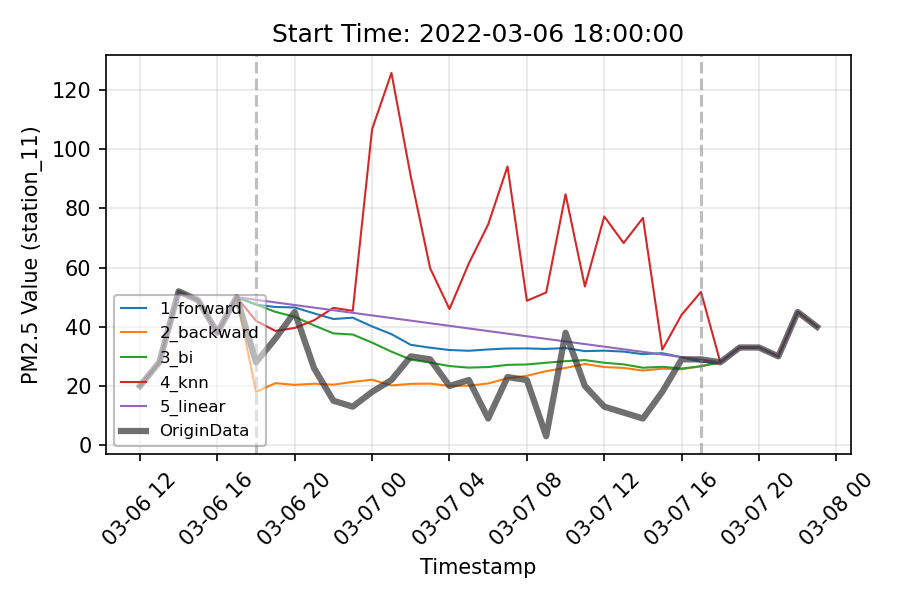 Start Time: 2022-03-06 18:00:00
PM2.5 Value (station_11)
120
100
80
60
40
20
0
1_forward
2_backward
3_bi
4_knn
5_linear
OriginData
03-06 12
03-06 16
03-06 20
03-07 00
03-07 04
03-07 08
03-07 12
03-07 16
03-07 20
03-08 00
Timestamp